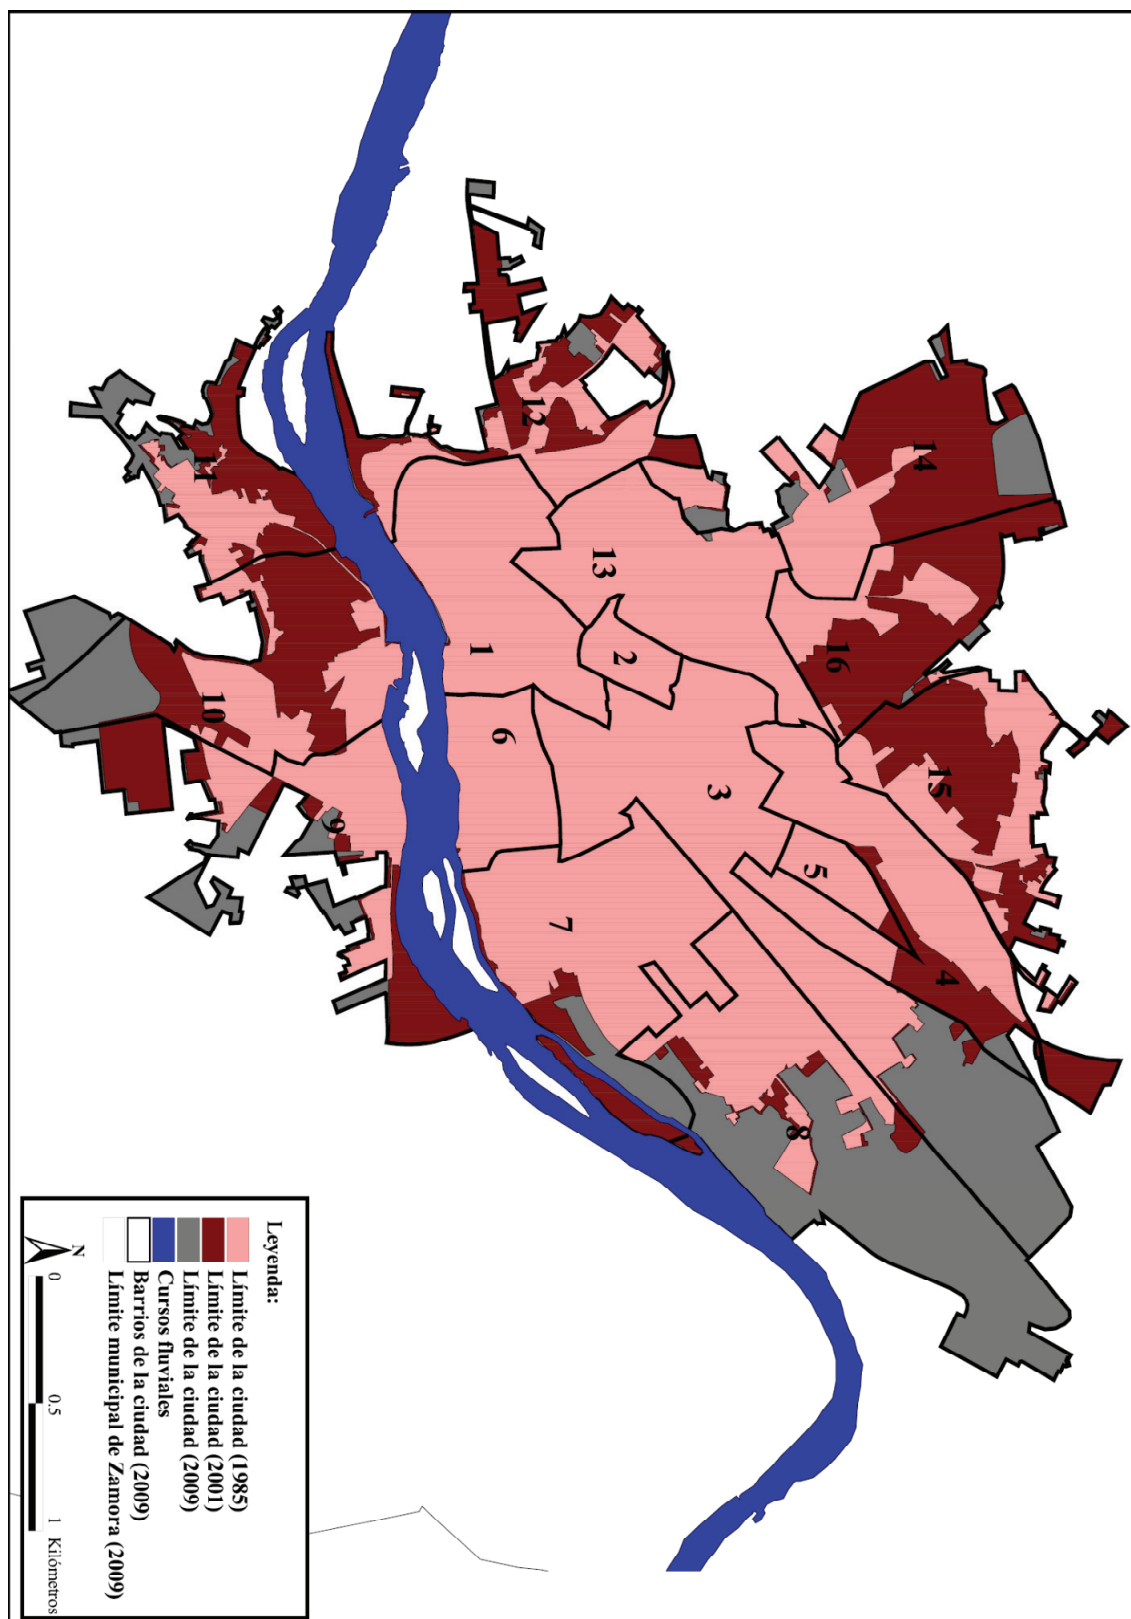 14
16
15
4
12
13
2
3
5
8
1
6
7
11
10
9
Leyenda:
Límite de la ciudad (1985)
Límite de la ciudad (2001)
Límite de la ciudad (2009)
Cursos fluviales
Barrios de la ciudad (2009)
Límite municipal de Zamora (2009)
N
0 0.5 1 Kilómetros